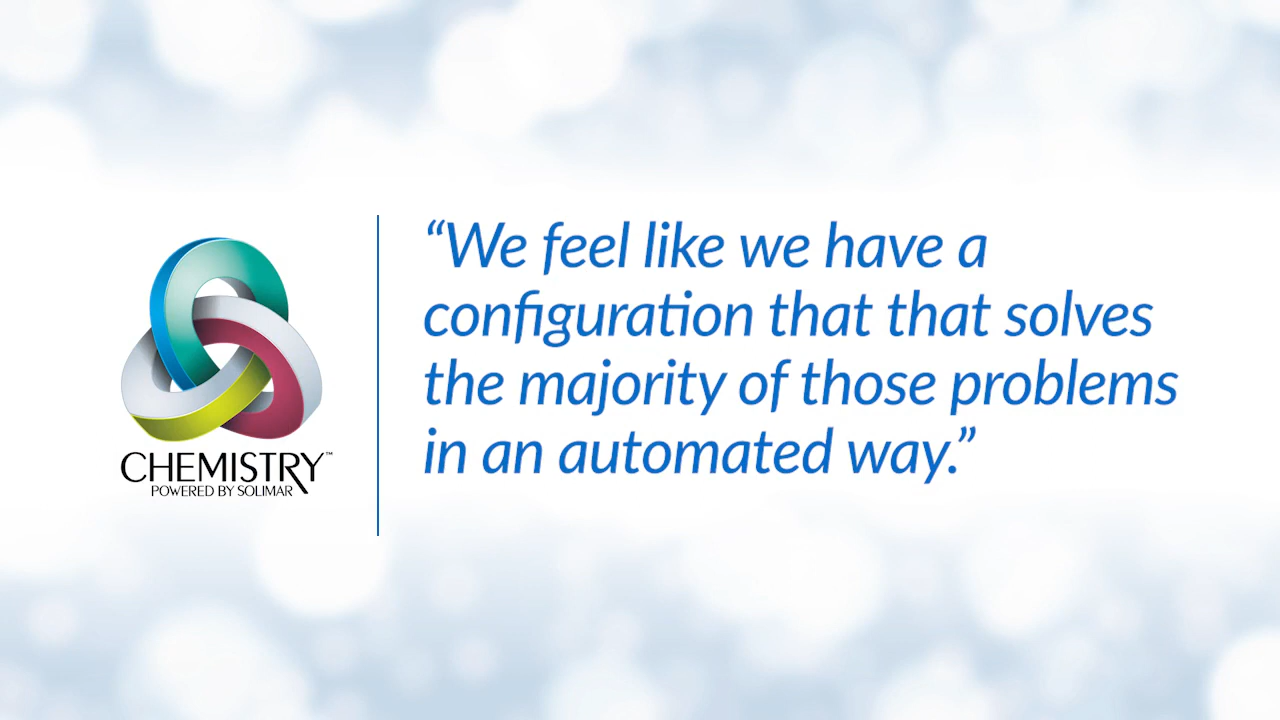 CHEMISTRY™
POWERED BY SOLIMAR
“We feel like we have a
configuration that that solves
the majority of those problems
in an automated way.”